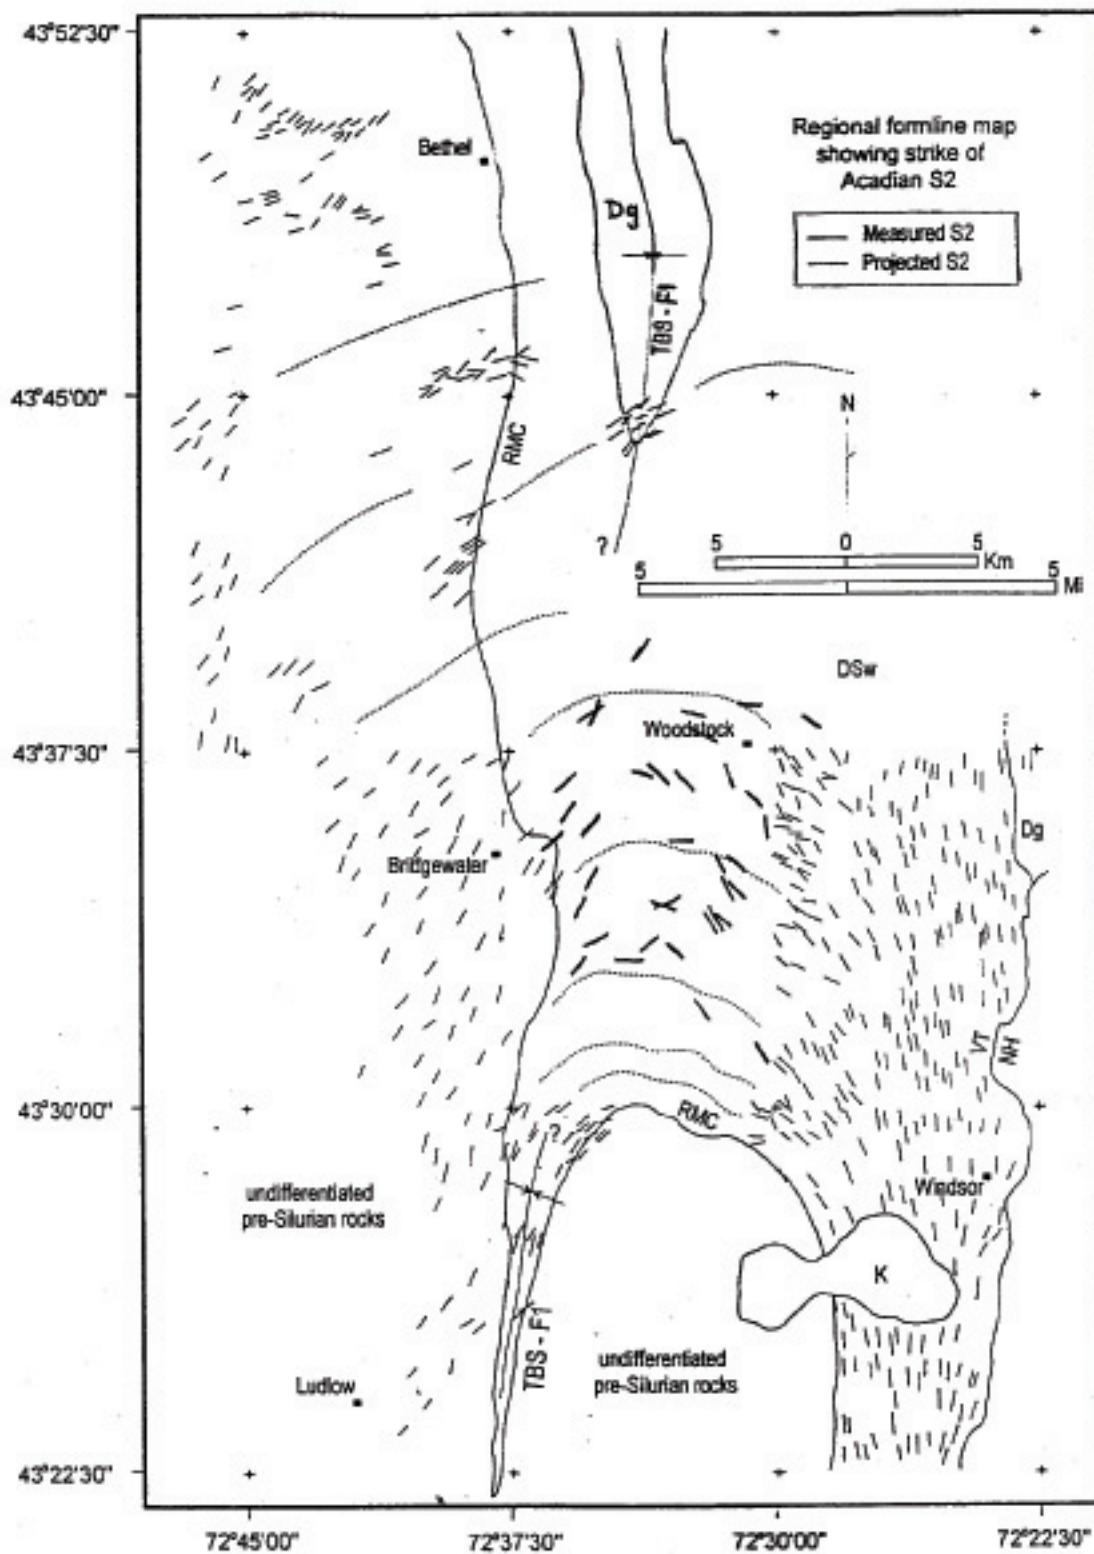 43°52'30"
Regional formline map
showing strike of
Acadian S2
Measured S2
Projected S2
Bethel
Dg
TBS - F1
43°45'00"
N
RMC
?
5 0 5
Km
5 5
Mi
DSw
Woodstock
43°37'30"
Dg
Bridgewater
VT
NH
43°30'00"
RMC
?
Windsor
undifferentiated
pre-Silurian rocks
K
TBS - F1
undifferentiated
pre-Silurian rocks
Ludlow
43°22'30"
72°45'00" 72°37'30" 72°30'00" 72°22'30"